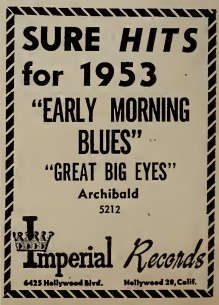 SURE HITS
for 1953
"EARLY MORNING
BLUES"
"GREAT BIG EYES"
Archibald
5212
Imperial Records
6425 Hollywood Blvd. Hollywood 28, Calif.